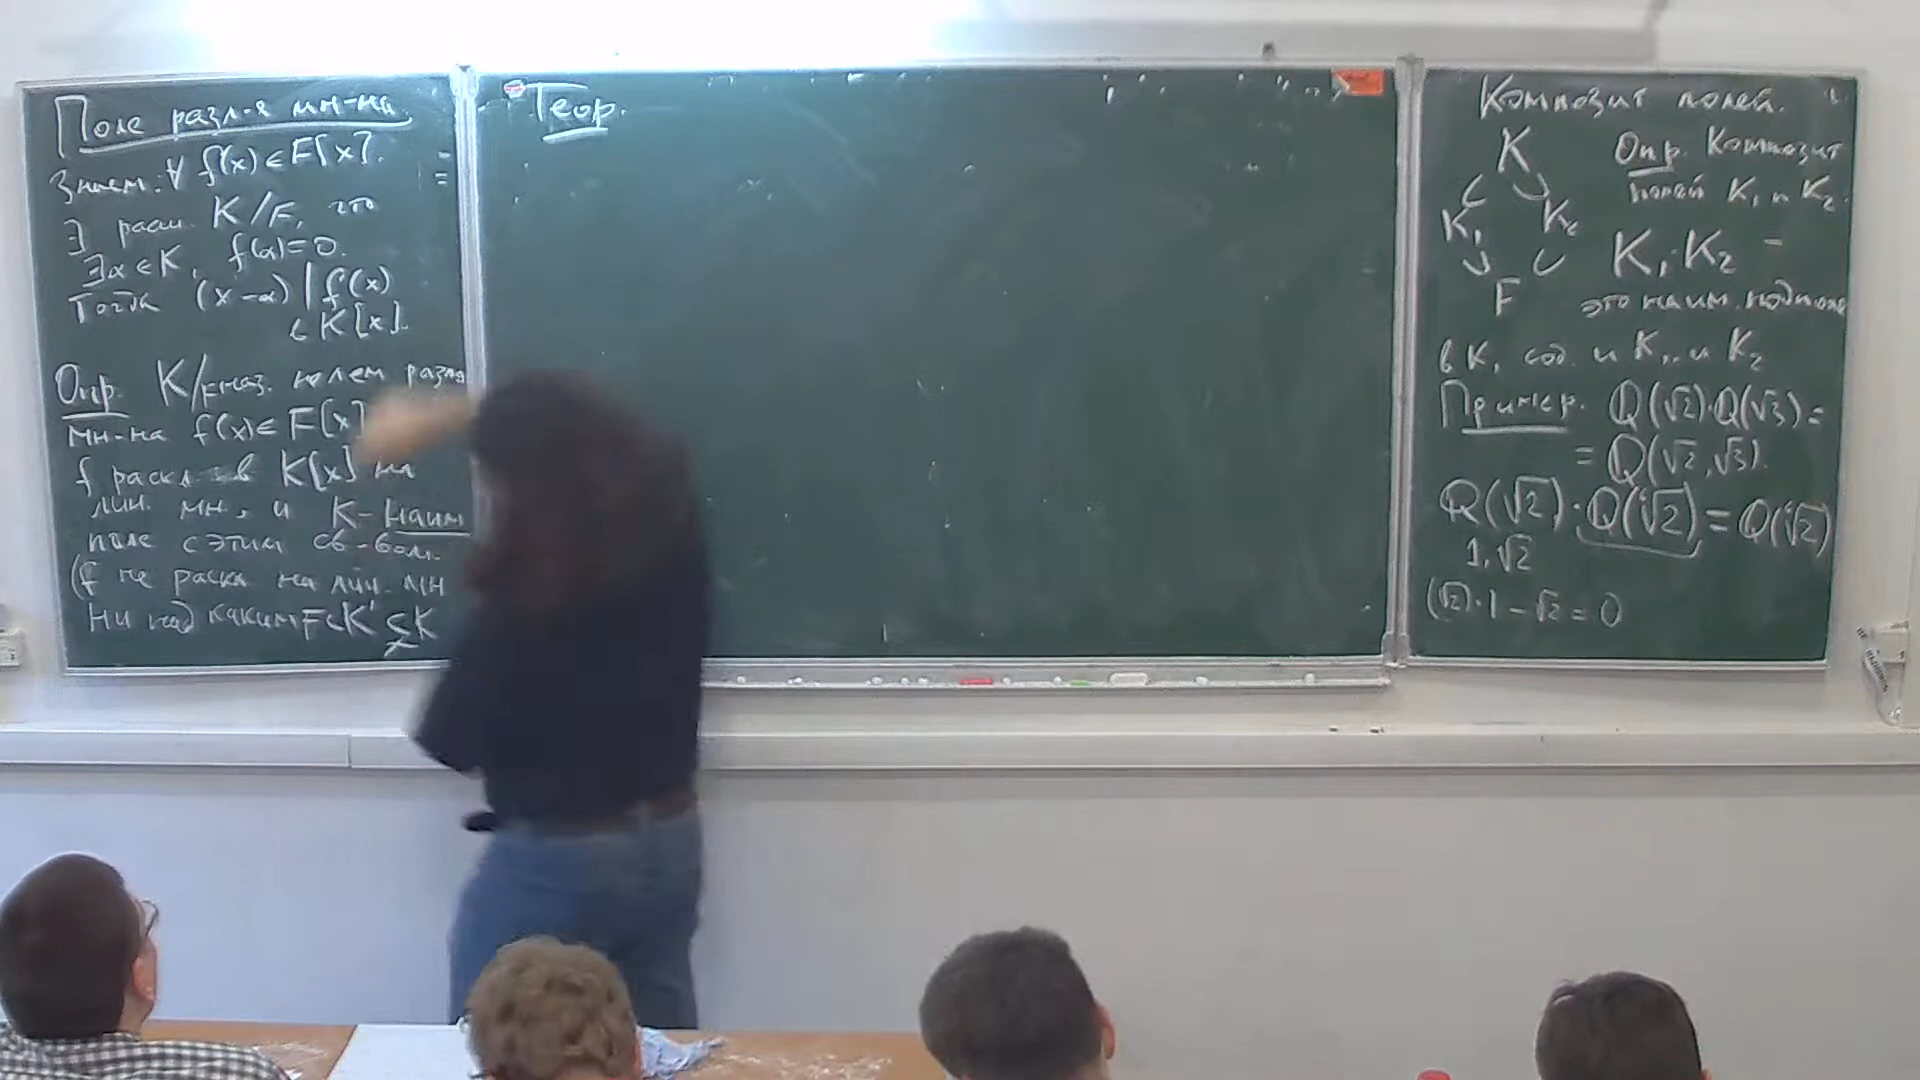 Поле разл-я мн-на.
Знаем. ∀ f(x) ∈ F[x].
∃ расш. K/F, что
∃α ∈ K, f(α)=0.
Тогда (x-α) | f(x)
в K[x].
Опр. K/F наз. полем разл-я
мн-на f(x) ∈ F[x]
f раскл. в K[x] на
лин. мн, и K - наим
поле с этим св-вом.
(f не раскл на лин. мн
ни над каким F⊂K'⊊K
Теор.
Композит полей.
K
K₁ K₂
F
Опр. Композит
полей K₁ и K₂
K₁·K₂ -
это наим. подполе
в K, сод. и K₁, и K₂
Пример. Q(√2)·Q(√3) =
= Q(√2,√3).
Q(√2)·Q(i√2) = Q(i√2)
1,√2
(√2)·1 - √2 = 0